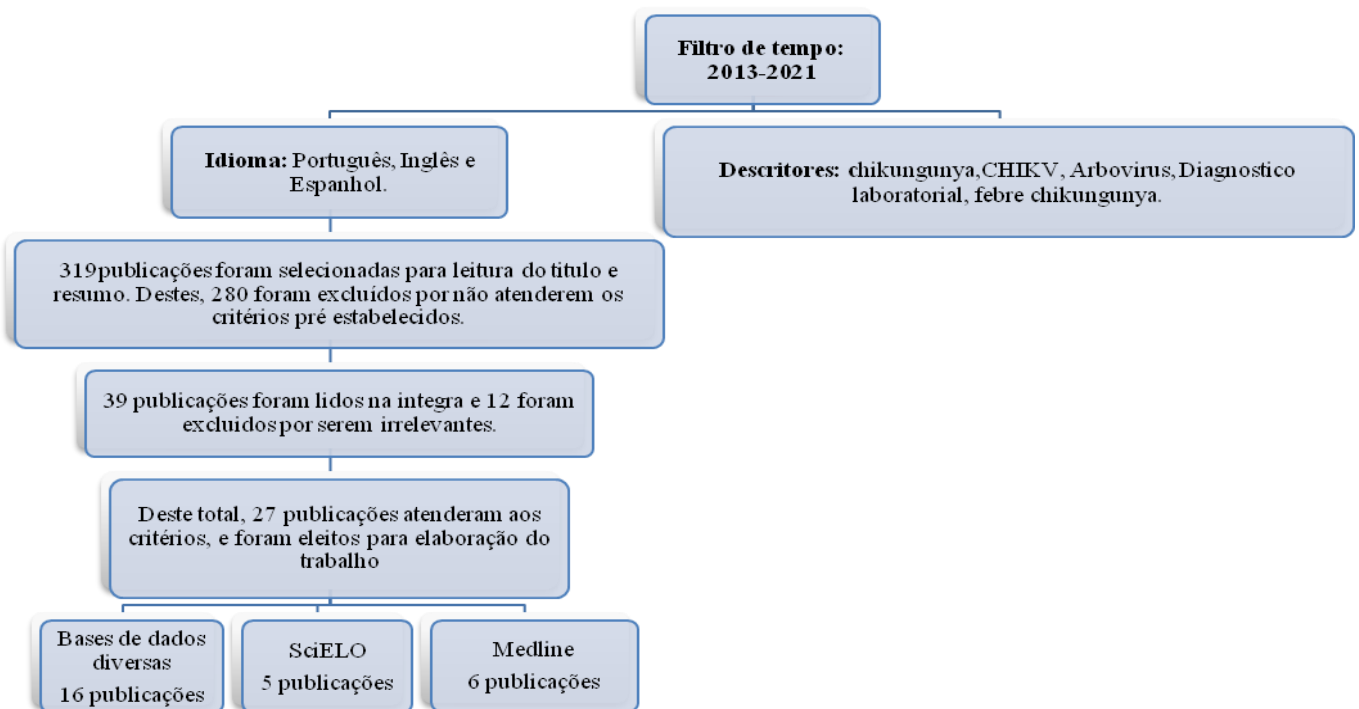 Filtro de tempo:
2013-2021
Idioma: Português, Inglês e
Espanhol.
Descritores: chikungunya,CHIKV, Arbovirus,Diagnostico
laboratorial, febre chikungunya.
319publicações foram selecionadas para leitura do titulo e
resumo. Destes, 280 foram excluídos por não atenderem os
critérios pré estabelecidos.
39 publicações foram lidos na integra e 12 foram
excluidos por serem irrelevantes.
Deste total, 27 publicações atenderam aos
critérios, e foram eleitos para elaboração do
trabalho
Bases de dados
diversas
16 publicações
SciELO
5 publicações
Medline
6 publicações